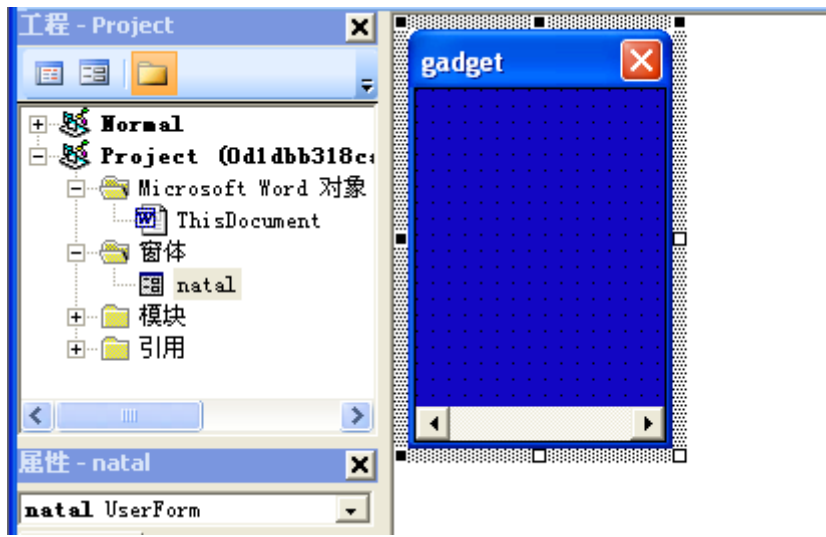 工程 - Project
Normal
Project (0d1dbb318c
Microsoft Word 对象
ThisDocument
窗体
natal
模块
引用
属性 - natal
natal UserForm
gadget